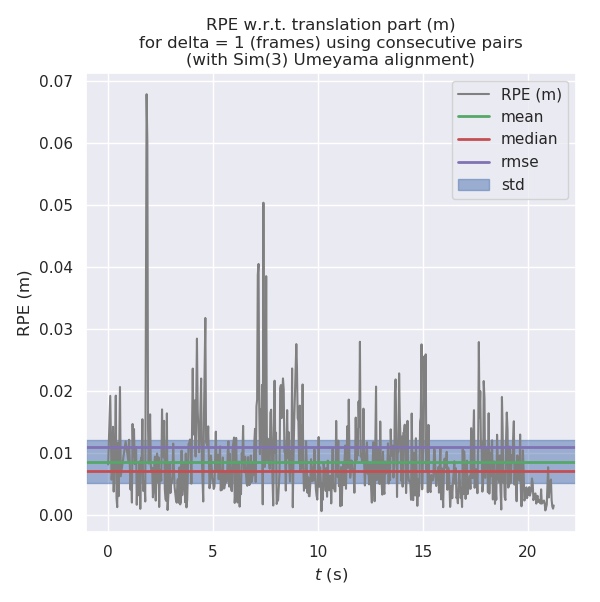 RPE w.r.t. translation part (m)
for delta = 1 (frames) using consecutive pairs
(with Sim(3) Umeyama alignment)
RPE (m)
mean
median
rmse
std
0.07
0.06
0.05
0.04
0.03
0.02
0.01
0.00
RPE (m)
0
5
10
15
20
t (s)